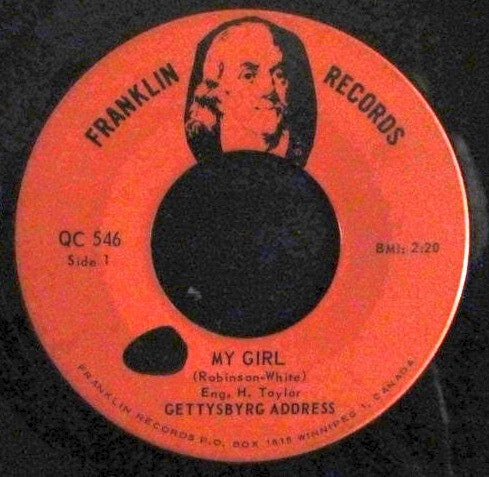 FRANKLIN RECORDS
QC 546
Side 1
BMI: 2:20
MY GIRL
(Robinson-White)
Eng. H. Taylor
GETTYSBYRG ADDRESS
FRANKLIN RECORDS P.O. BOX 1615 WINNIPEG 1, CANADA